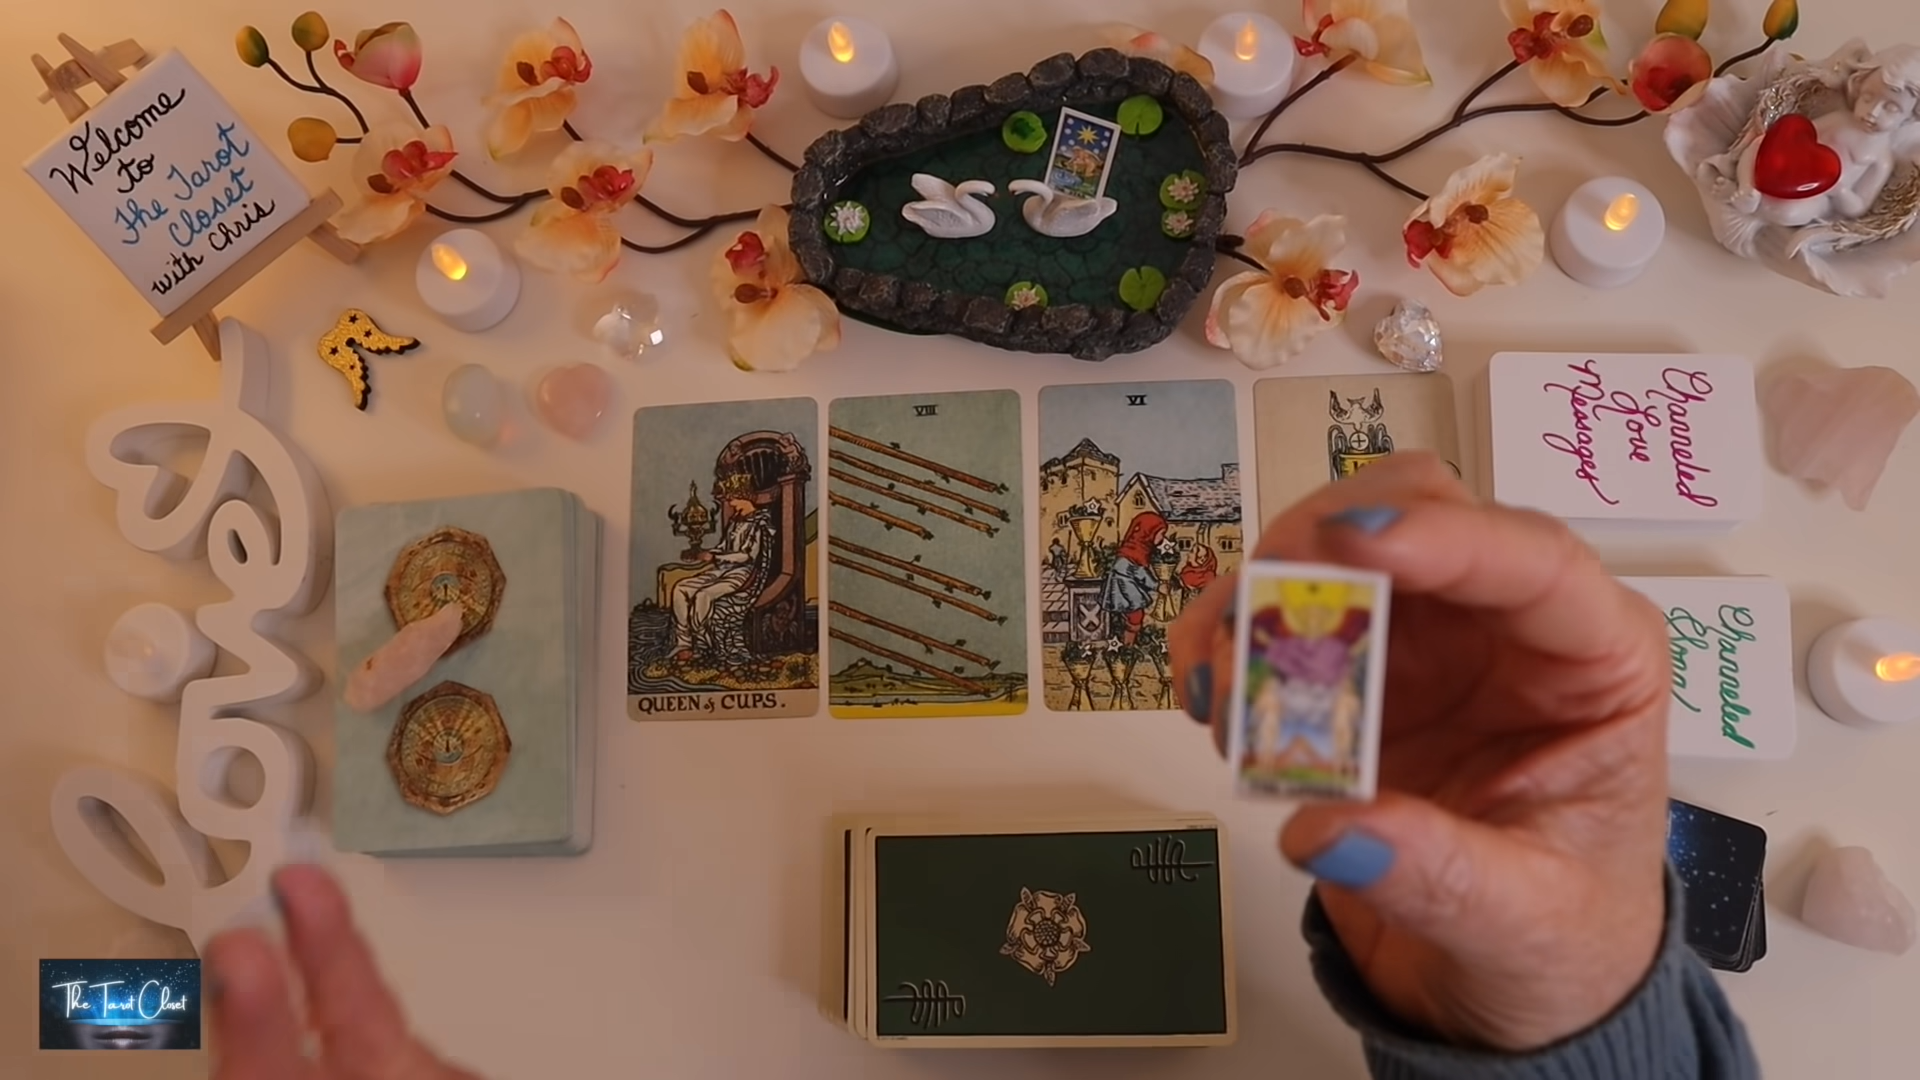 Welcome
to
The Tarot
Closet
with Chris
VIII
VI
QUEEN of CUPS.
Channeled
Love
Messages
Channeled
The Tarot Closet